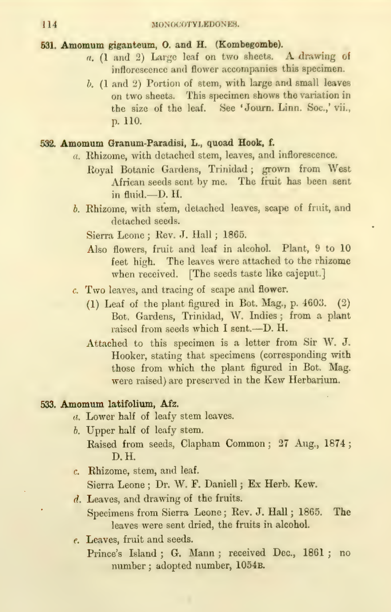 114 MONOCOTYLEDONES.
531. Amomum giganteum, O. and H. (Kombegombe).
a. (1 and 2) Large leaf on two sheets. A drawing of
inflorescence and flower accompanies this specimen.
b. (1 and 2) Portion of stem, with large and small leaves
on two sheets. This specimen shows the variation in
the size of the leaf. See 'Journ. Linn. Soc.,' vii.,
p. 110.
532. Amomum Granum-Paradisi, L., quoad Hook, f.
a. Rhizome, with detached stem, leaves, and inflorescence.
Royal Botanic Gardens, Trinidad; grown from West
African seeds sent by me. The fruit has been sent
in fluid.—D. H.
b. Rhizome, with stem, detached leaves, scape of fruit, and
detached seeds.
Sierra Leone; Rev. J. Hall; 1865.
Also flowers, fruit and leaf in alcohol. Plant, 9 to 10
feet high. The leaves were attached to the rhizome
when received. [The seeds taste like cajeput.]
c. Two leaves, and tracing of scape and flower.
(1) Leaf of the plant figured in Bot. Mag., p. 4603. (2)
Bot. Gardens, Trinidad, W. Indies; from a plant
raised from seeds which I sent.—D. H.
Attached to this specimen is a letter from Sir W. J.
Hooker, stating that specimens (corresponding with
those from which the plant figured in Bot. Mag.
were raised) are preserved in the Kew Herbarium.
533. Amomum latifolium, Afz.
a. Lower half of leafy stem leaves.
b. Upper half of leafy stem.
Raised from seeds, Clapham Common; 27 Aug., 1874;
D. H.
c. Rhizome, stem, and leaf.
Sierra Leone; Dr. W. F. Daniell; Ex Herb. Kew.
d. Leaves, and drawing of the fruits.
Specimens from Sierra Leone; Rev. J. Hall; 1865. The
leaves were sent dried, the fruits in alcohol.
e. Leaves, fruit and seeds.
Prince's Island; G. Mann; received Dec., 1861; no
number; adopted number, 1054B.